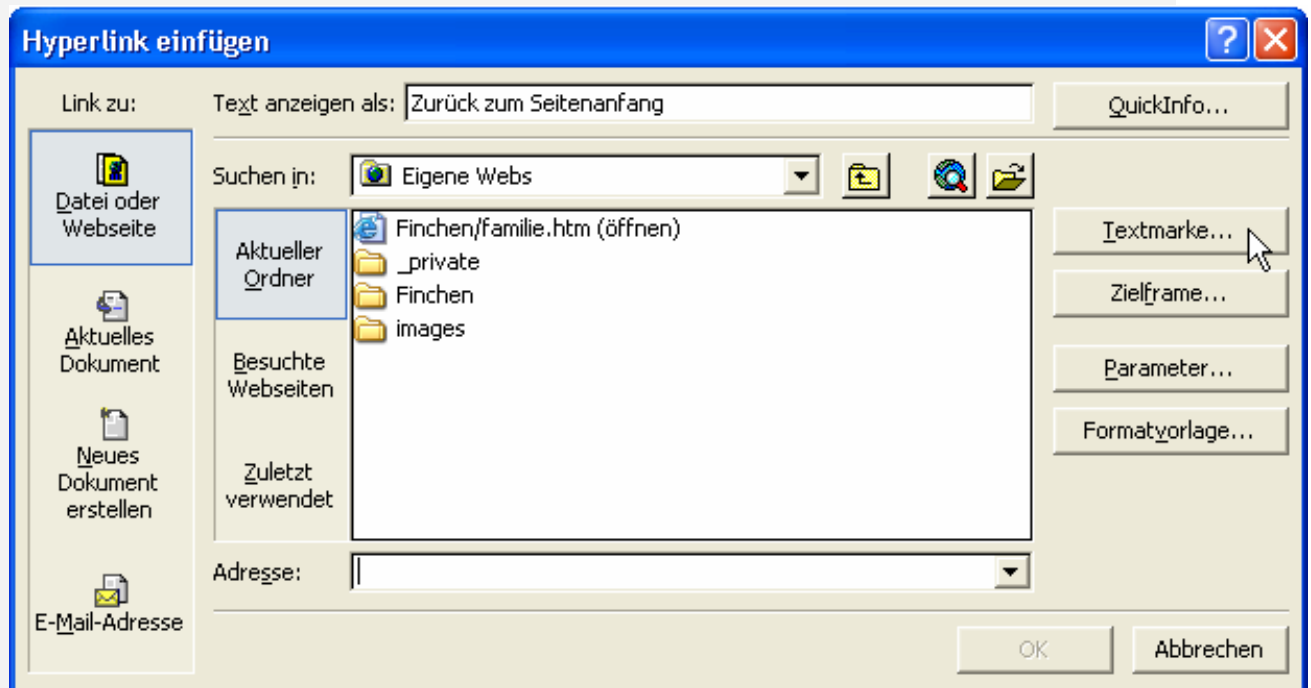 Hyperlink einfügen
Link zu:
Text anzeigen als: Zurück zum Seitenanfang
QuickInfo...
Datei oder
Webseite
Aktuelles
Dokument
Neues
Dokument
erstellen
E-Mail-Adresse
Suchen in: Eigene Webs
Aktueller
Ordner
Besuchte
Webseiten
Zuletzt
verwendet
Finchen/familie.htm (öffnen)
_private
Finchen
images
Textmarke...
Zielframe...
Parameter...
Formatvorlage...
Adresse:
OK
Abbrechen